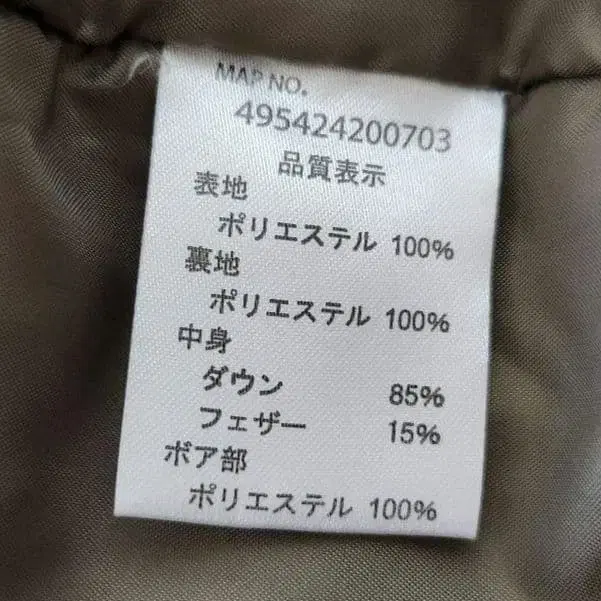 MAP NO.
495424200703
品質表示
表地
ポリエステル 100%
裏地
ポリエステル 100%
中身
ダウン 85%
フェザー 15%
ボア部
ポリエステル 100%